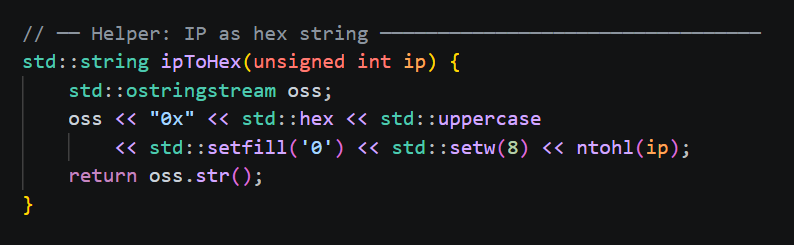 // ── Helper: IP as hex string ─────────────────────────────────
std::string ipToHex(unsigned int ip) {
    std::ostringstream oss;
    oss << "0x" << std::hex << std::uppercase
        << std::setfill('0') << std::setw(8) << ntohl(ip);
    return oss.str();
}